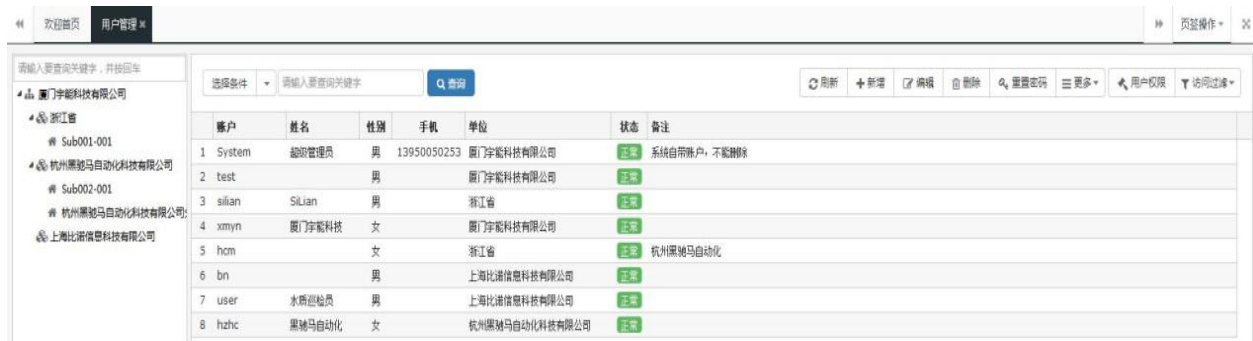 欢迎首页 用户管理 × 页签操作
请输入要查询关键字，并按回车
厦门宇能科技有限公司
浙江省
Sub001-001
杭州黑驰马自动化科技有限公司
Sub002-001
杭州黑驰马自动化科技有限公司
上海比诺信息科技有限公司
选择条件 请输入要查询关键字 查询 刷新 新增 编辑 删除 重置密码 更多 用户权限 访问过滤
账户 姓名 性别 手机 单位 状态 备注
1 System 超级管理员 男 13950050253 厦门宇能科技有限公司 正常 系统自带账户，不能删除
2 test 男 厦门宇能科技有限公司 正常
3 silian SiLian 男 浙江省 正常
4 xmyn 厦门宇能科技 女 厦门宇能科技有限公司 正常
5 hcm 女 浙江省 正常 杭州黑驰马自动化
6 bn 男 上海比诺信息科技有限公司 正常
7 user 水质巡检员 男 上海比诺信息科技有限公司 正常
8 hzhc 黑驰马自动化 女 杭州黑驰马自动化科技有限公司 正常